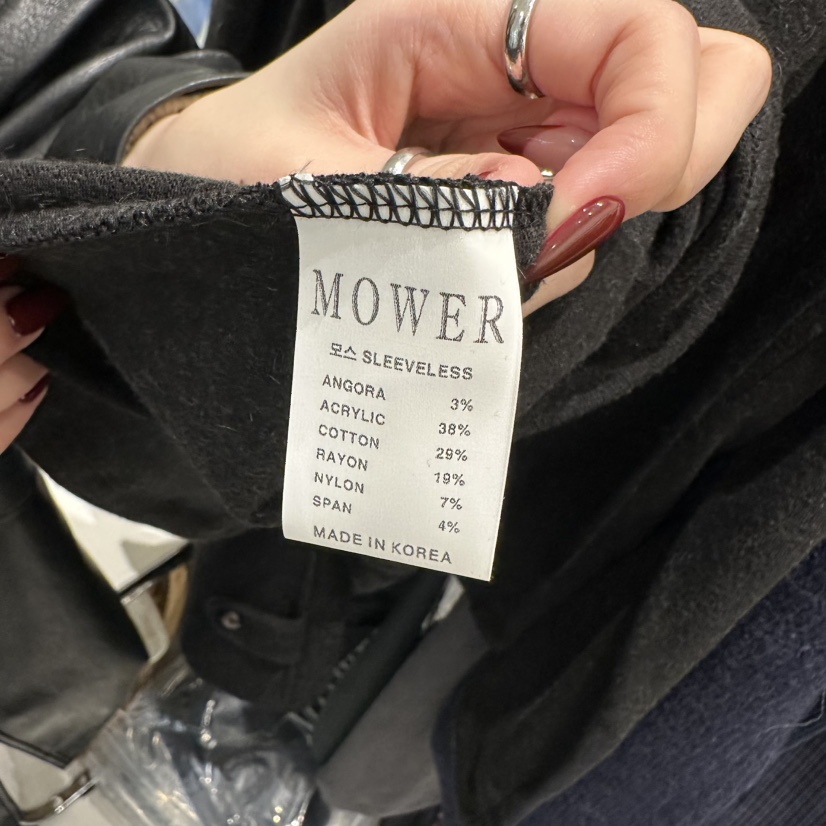 MOWER
모스 SLEEVELESS
ANGORA 3%
ACRYLIC 38%
COTTON 29%
RAYON 19%
NYLON 7%
SPAN 4%
MADE IN KOREA